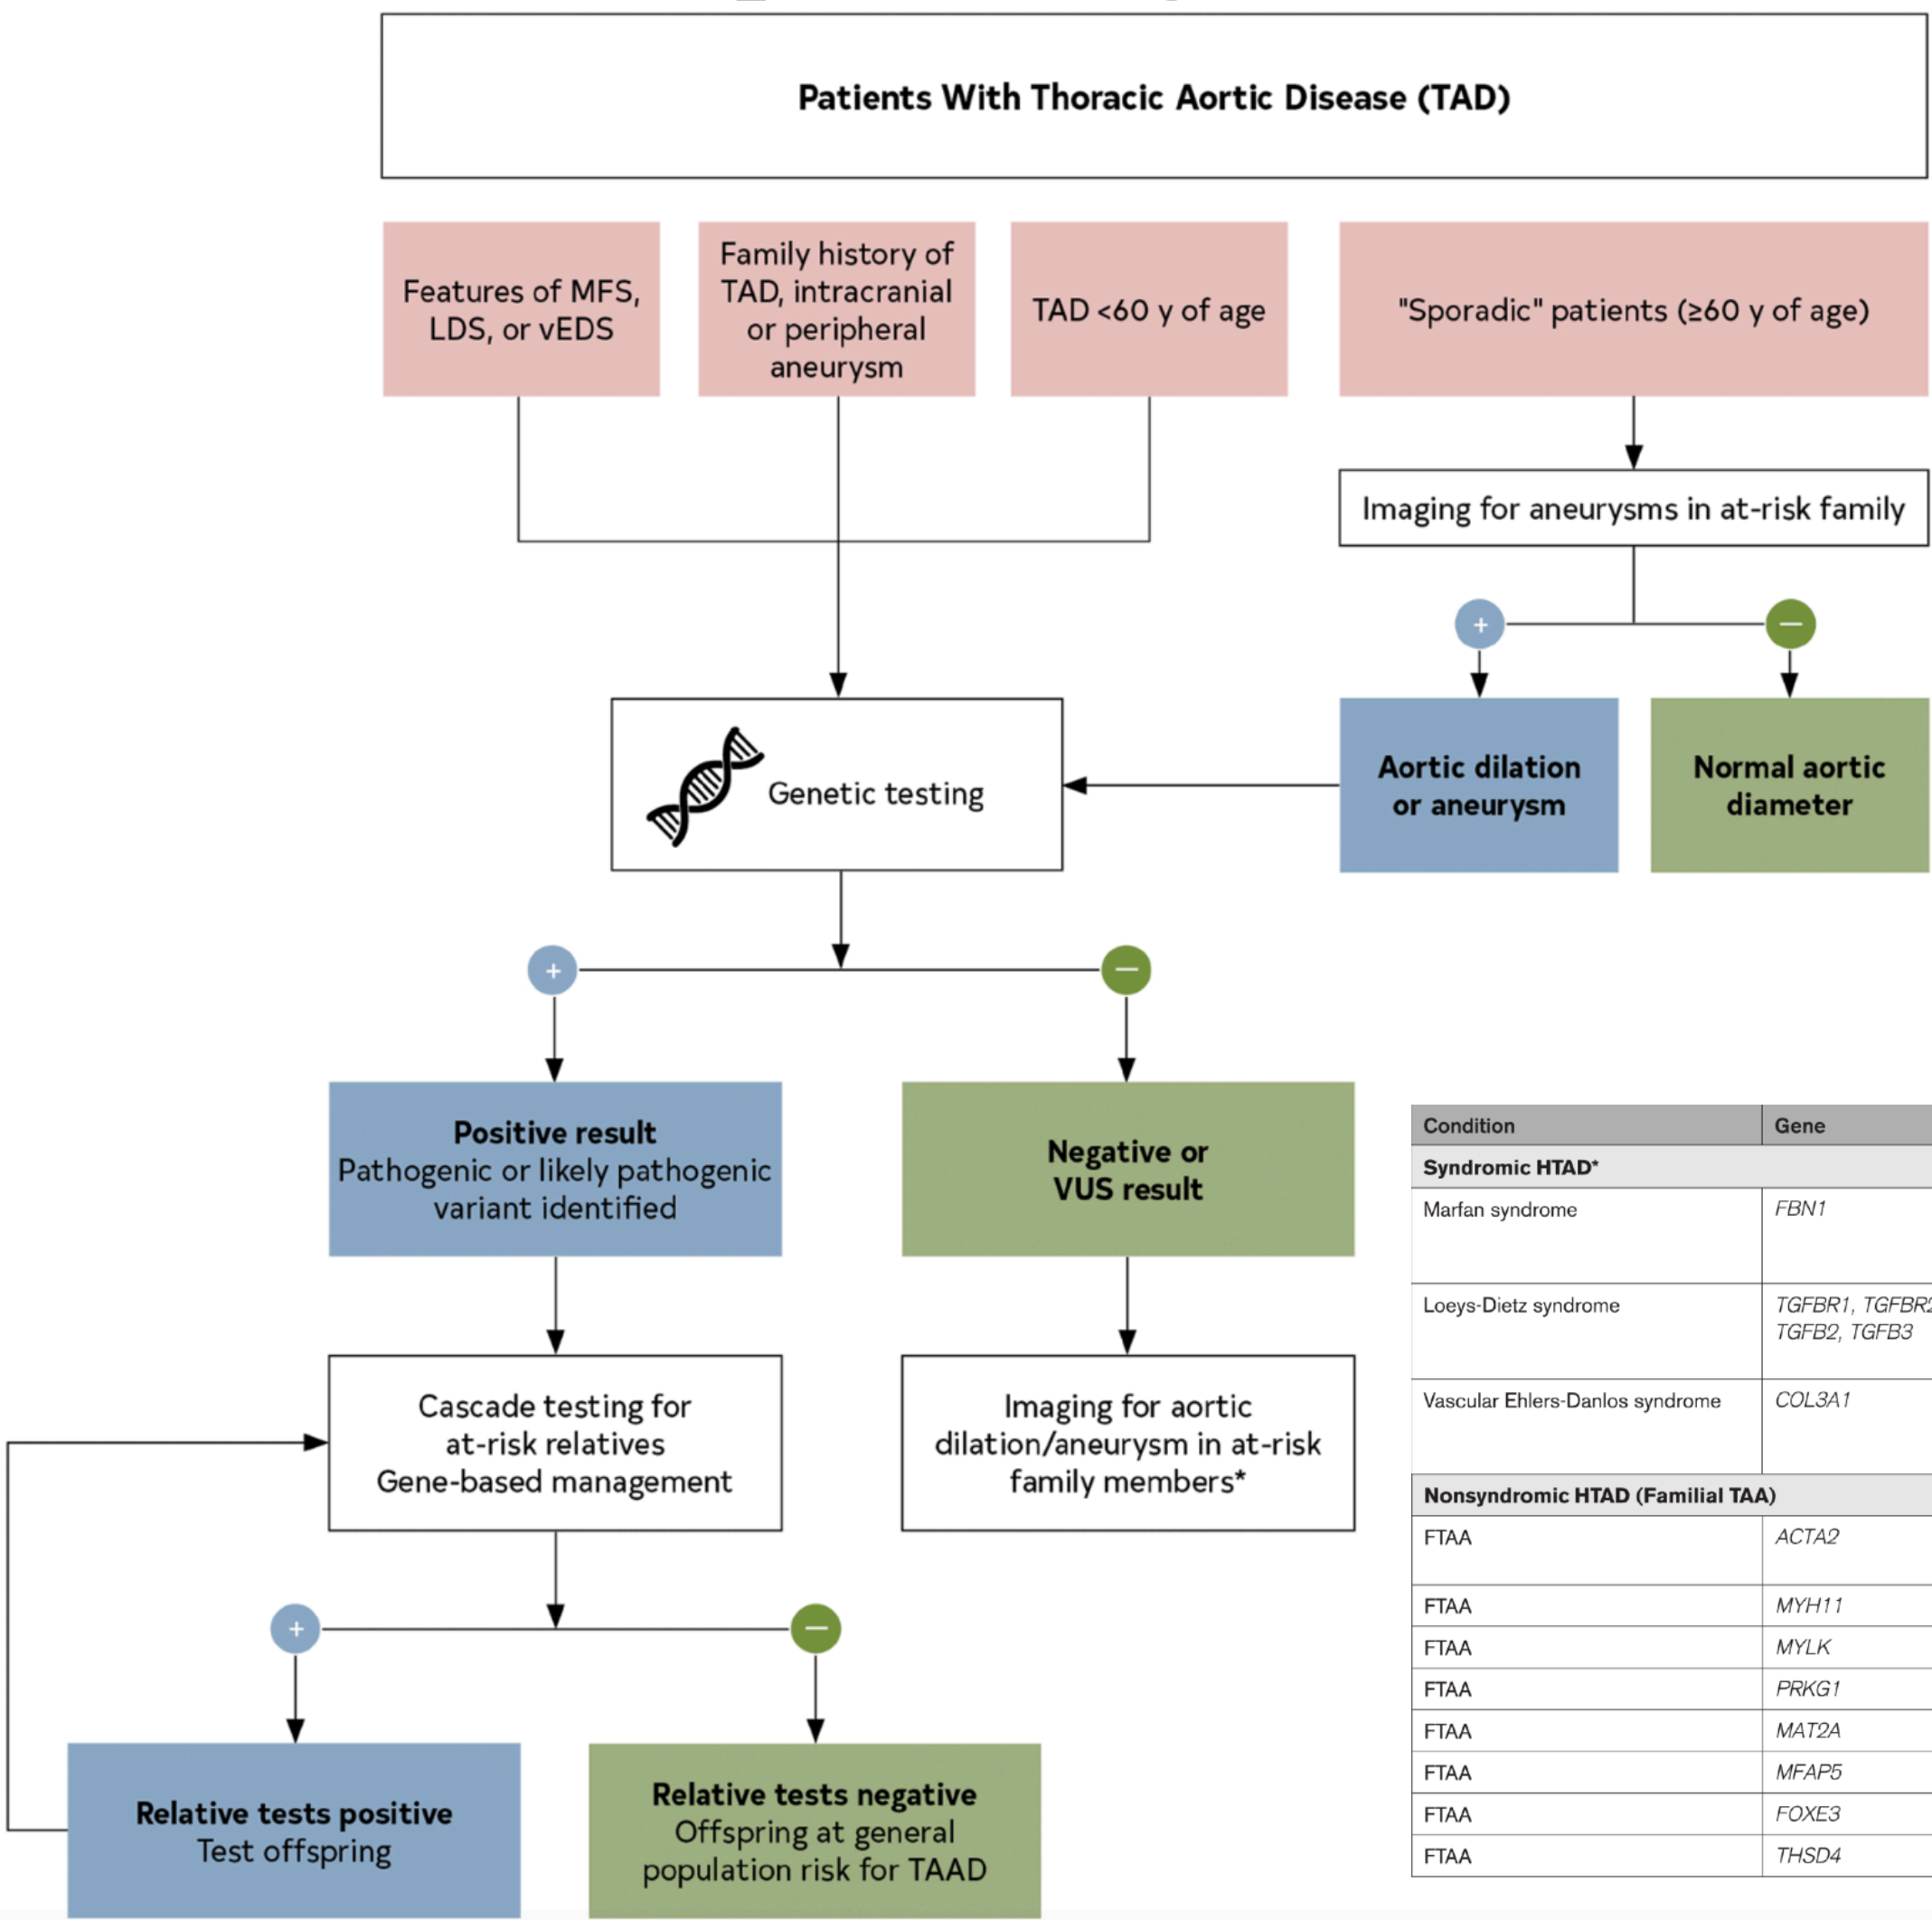 Patients With Thoracic Aortic Disease (TAD)
Features of MFS,
LDS, or vEDS
Family history of
TAD, intracranial
or peripheral
aneurysm
TAD <60 y of age
"Sporadic" patients (≥60 y of age)
Imaging for aneurysms in at-risk family
+
—
Genetic testing
Aortic dilation
or aneurysm
Normal aortic
diameter
+
—
Positive result
Pathogenic or likely pathogenic
variant identified
Negative or
VUS result
Cascade testing for
at-risk relatives
Gene-based management
Imaging for aortic
dilation/aneurysm in at-risk
family members*
+
—
Relative tests positive
Test offspring
Relative tests negative
Offspring at general
population risk for TAAD
Condition Gene
Syndromic HTAD*
Marfan syndrome FBN1
Loeys-Dietz syndrome TGFBR1, TGFBR2
TGFB2, TGFB3
Vascular Ehlers-Danlos syndrome COL3A1
Nonsyndromic HTAD (Familial TAA)
FTAA ACTA2
FTAA MYH11
FTAA MYLK
FTAA PRKG1
FTAA MAT2A
FTAA MFAP5
FTAA FOXE3
FTAA THSD4